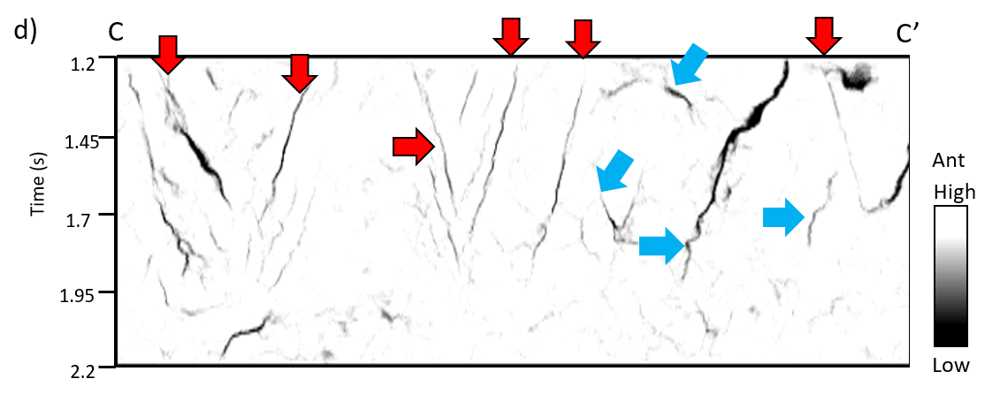 d)
C
C’
1.2
1.45
1.7
1.95
2.2
Time (s)
Ant
High
Low